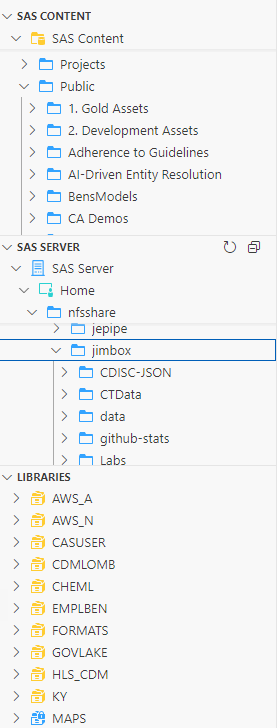 SAS CONTENT
SAS Content
Projects
Public
1. Gold Assets
2. Development Assets
Adherence to Guidelines
AI-Driven Entity Resolution
BensModels
CA Demos
SAS SERVER
SAS Server
Home
nfsshare
jepipe
jimbox
CDISC-JSON
CTData
data
github-stats
Labs
LIBRARIES
AWS_A
AWS_N
CASUSER
CDMLOMB
CHEML
EMPLBEN
FORMATS
GOVLAKE
HLS_CDM
KY
MAPS